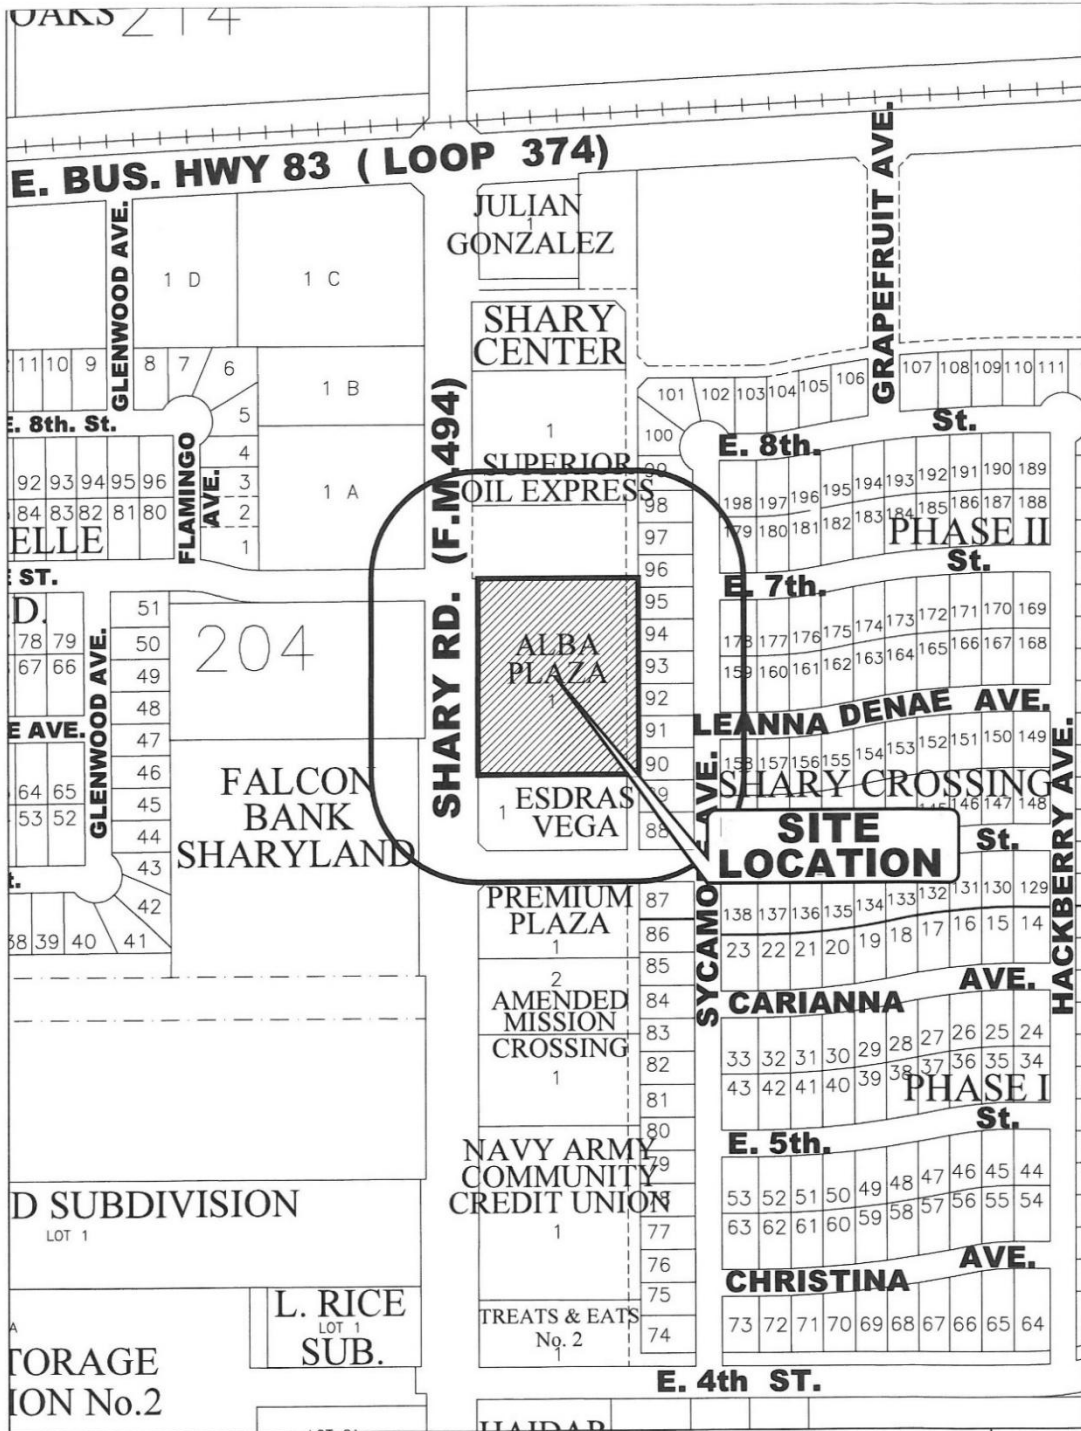 OAKS 214
E. BUS. HWY 83 ( LOOP 374)
GRAPEFRUIT AVE.
GLENWOOD AVE.
JULIAN
1
GONZALEZ
1 D
1 C
SHARY
CENTER
11 10 9
8 7 6
5
4
3
2
1
1 B
1 A
E. 8th. St.
FLAMINGO
AVE.
92 93 94 95 96
84 83 82 81 80
ELLE
SHARY RD. (F.M.494)
1
SUPERIOR
OIL EXPRESS
101 102 103 104 105 106
107 108 109 110 111
100
99
98
97
96
95
94
93
92
91
90
89
88
E. 8th. St.
198 197 196 195 194 193 192 191 190 189
179 180 181 182 183 184 185 186 187 188
PHASE II
E. 7th. St.
178 177 176 175 174 173 172 171 170 169
159 160 161 162 163 164 165 166 167 168
LEANNA DENAE AVE.
158 157 156 155 154 153 152 151 150 149
SHARY CROSSING
145 146 147 148
St.
E ST.
D.
78 79
67 66
E AVE.
64 65
53 52
GLENWOOD AVE.
t.
38 39 40 41
51
50
49
48
47
46
45
44
43
42
204
ALBA
PLAZA
1
FALCON
BANK
SHARYLAND
ESDRAS
1
VEGA
SITE
LOCATION
SYCAMO E AVE.
HACKBERRY AVE.
PREMIUM
PLAZA
1
2
AMENDED
MISSION
CROSSING
1
87
86
85
84
83
82
81
80
79
78
77
76
75
74
138 137 136 135 134 133 132 131 130 129
23 22 21 20 19 18 17 16 15 14
CARIANNA AVE.
33 32 31 30 29 28 27 26 25 24
43 42 41 40 39 38 37 36 35 34
PHASE I
E. 5th. St.
53 52 51 50 49 48 47 46 45 44
63 62 61 60 59 58 57 56 55 54
CHRISTINA AVE.
73 72 71 70 69 68 67 66 65 64
NAVY ARMY
COMMUNITY
CREDIT UNION
1
D SUBDIVISION
LOT 1
L. RICE
LOT 1
SUB.
TREATS & EATS
No. 2
1
A
TORAGE
ION No.2
E. 4th ST.
HAIDAR